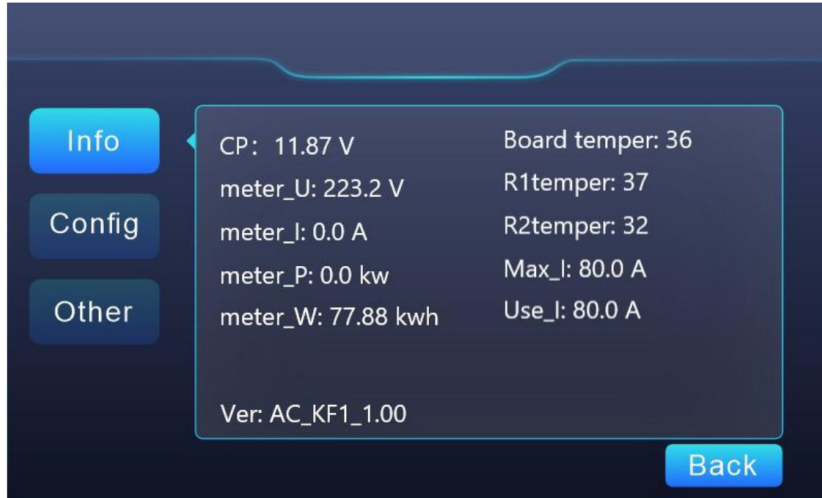 Info
Config
Other
CP: 11.87 V
meter_U: 223.2 V
meter_I: 0.0 A
meter_P: 0.0 kw
meter_W: 77.88 kwh
Ver: AC_KF1_1.00
Board temper: 36
R1temper: 37
R2temper: 32
Max_I: 80.0 A
Use_I: 80.0 A
Back